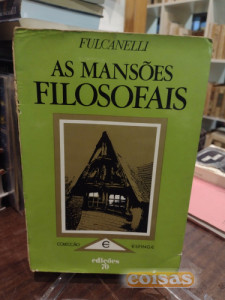 FULCANELLI
AS MANSÕES
FILOSOFAIS
COLECÇÃO
ESFINGE
edições
70
coisas